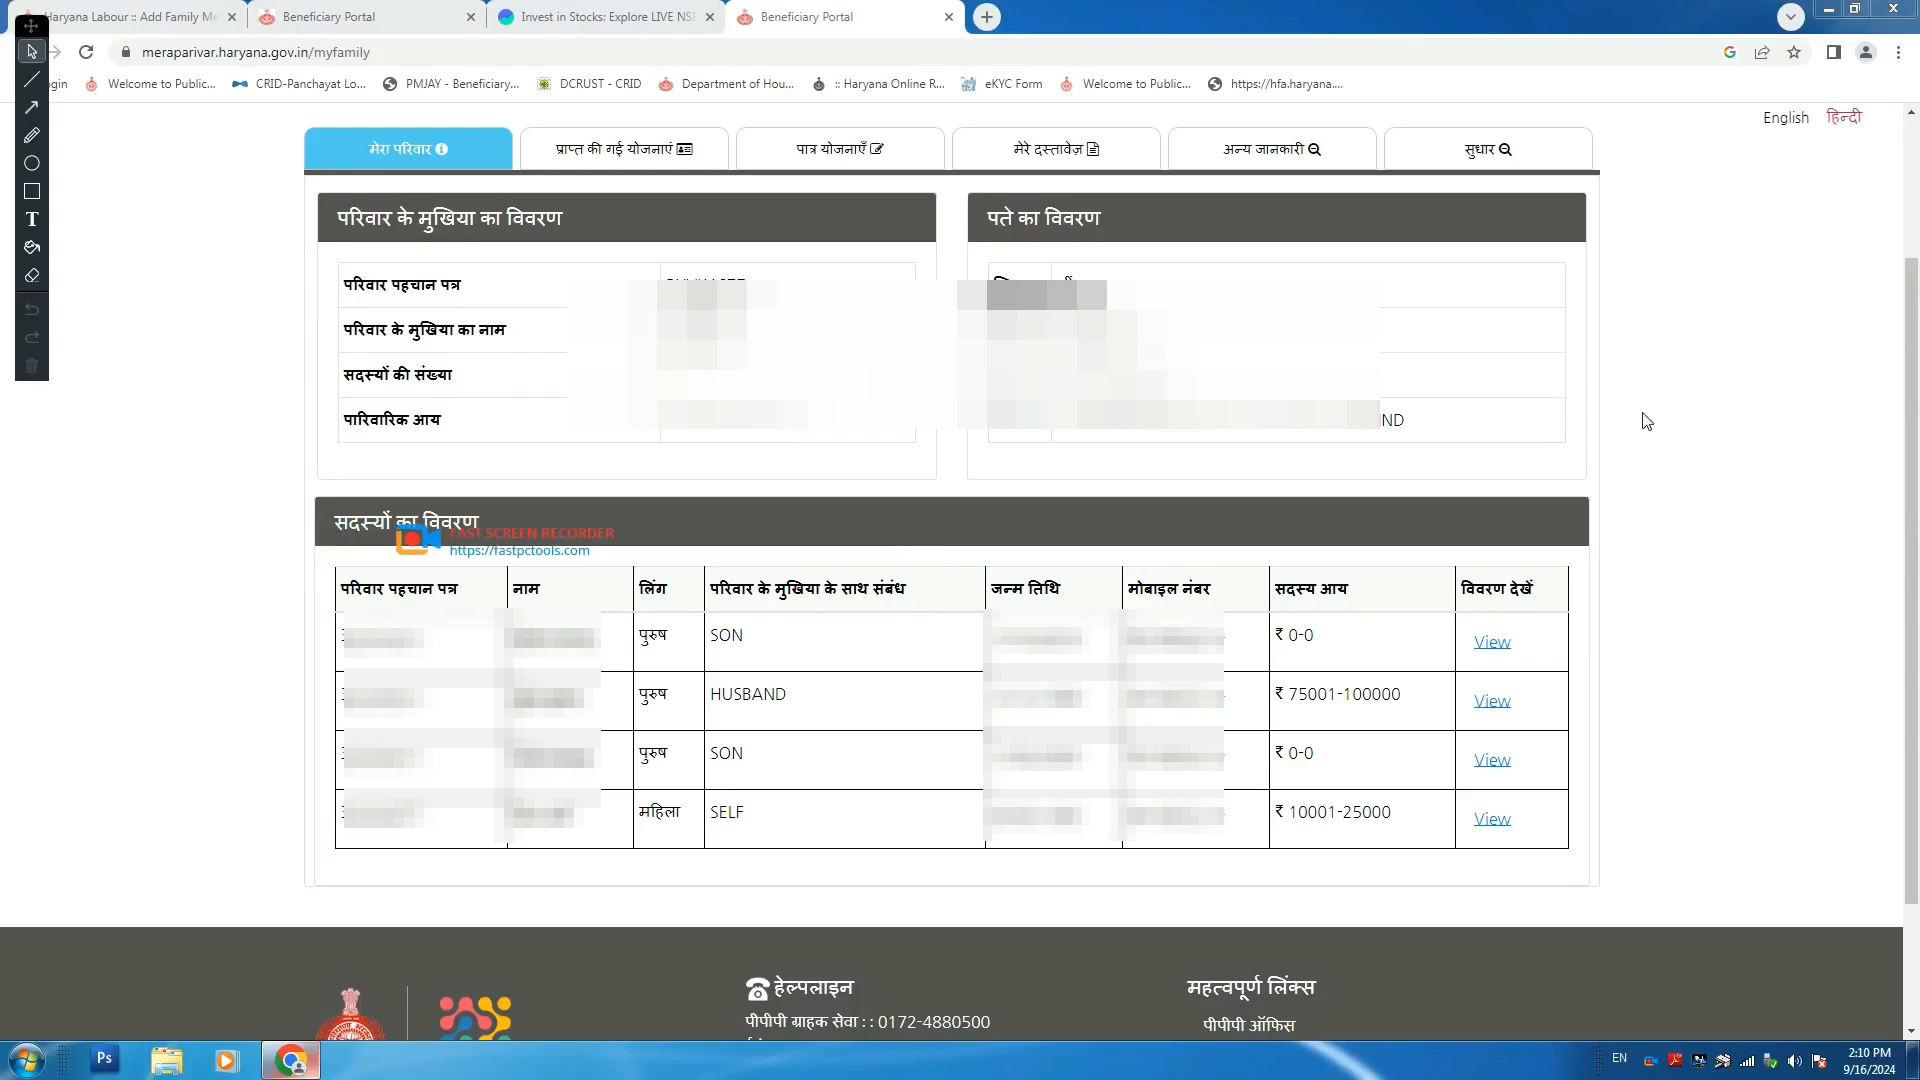 Haryana Labour :: Add Family Me
Beneficiary Portal
Invest in Stocks: Explore LIVE NSE
Beneficiary Portal
meraparivar.haryana.gov.in/myfamily
gin
Welcome to Public...
CRID-Panchayat Lo...
PMJAY - Beneficiary...
DCRUST - CRID
Department of Hou...
:: Haryana Online R...
eKYC Form
Welcome to Public...
https://hfa.haryana....
English हिन्दी
मेरा परिवार
प्राप्त की गई योजनाएं
पात्र योजनाएँ
मेरे दस्तावेज़
अन्य जानकारी
सुधार
परिवार के मुखिया का विवरण
परिवार पहचान पत्र
परिवार के मुखिया का नाम
सदस्यों की संख्या
पारिवारिक आय
पते का विवरण
ND
सदस्यों का विवरण
FAST SCREEN RECORDER
https://fastpctools.com
परिवार पहचान पत्र नाम लिंग परिवार के मुखिया के साथ संबंध जन्म तिथि मोबाइल नंबर सदस्य आय विवरण देखें
पुरुष SON ₹ 0-0 View
पुरुष HUSBAND ₹ 75001-100000 View
पुरुष SON ₹ 0-0 View
महिला SELF ₹ 10001-25000 View
हेल्पलाइन
पीपीपी ग्राहक सेवा : : 0172-4880500
महत्वपूर्ण लिंक्स
पीपीपी ऑफिस
T
Ps
EN
2:10 PM
9/16/2024